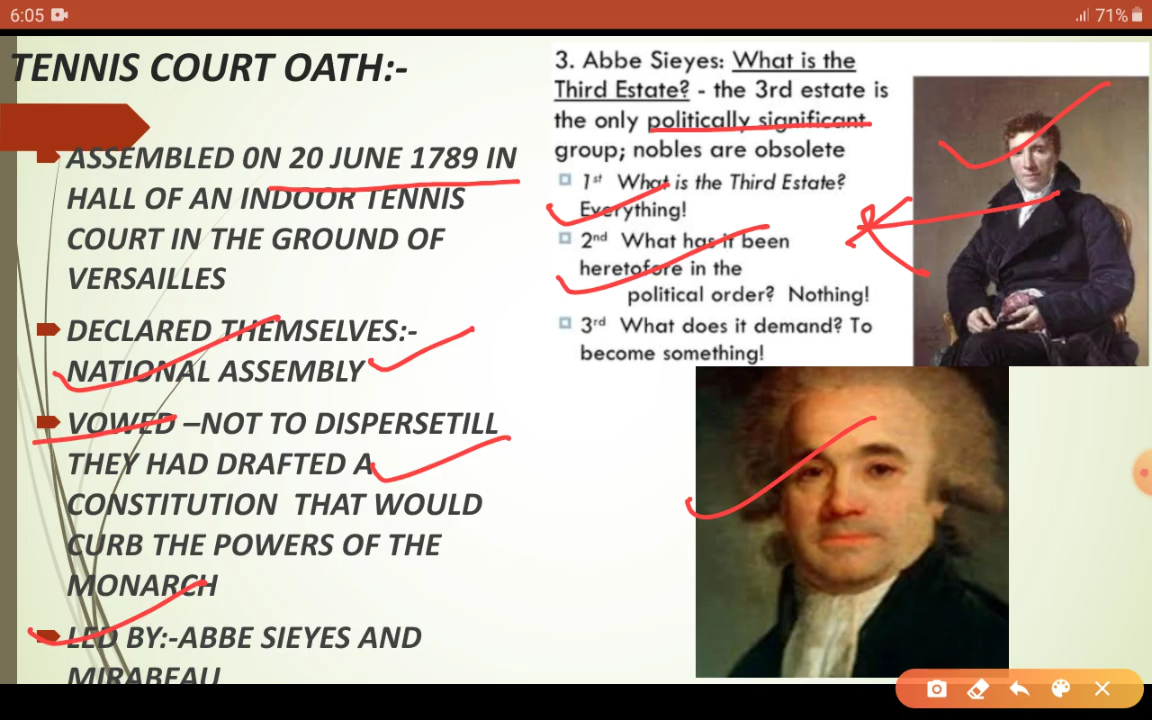 6:05
71%
TENNIS COURT OATH:-
ASSEMBLED 0N 20 JUNE 1789 IN
HALL OF AN INDOOR TENNIS
COURT IN THE GROUND OF
VERSAILLES
DECLARED THEMSELVES:-
NATIONAL ASSEMBLY
VOWED –NOT TO DISPERSETILL
THEY HAD DRAFTED A
CONSTITUTION THAT WOULD
CURB THE POWERS OF THE
MONARCH
LED BY:-ABBE SIEYES AND
MIRABEAU
3. Abbe Sieyes: What is the
Third Estate? - the 3rd estate is
the only politically significant
group; nobles are obsolete
1st What is the Third Estate?
Everything!
2nd What has it been
heretofore in the
political order? Nothing!
3rd What does it demand? To
become something!